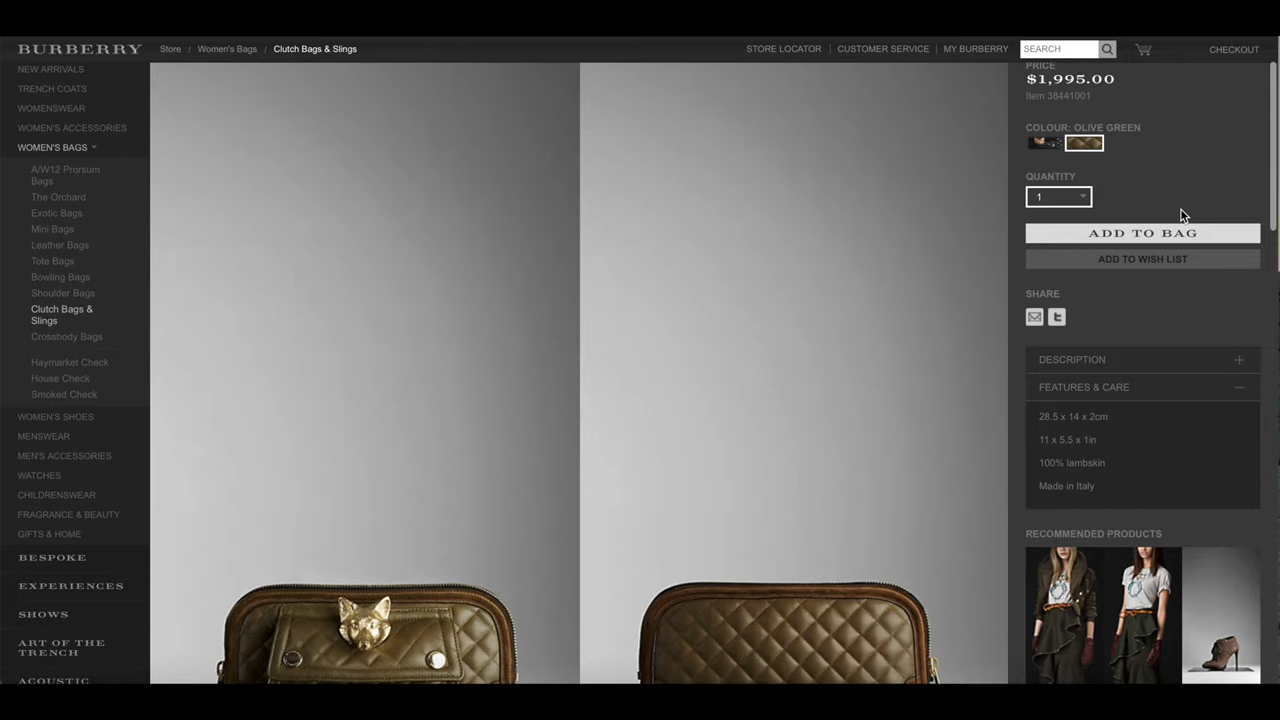 BURBERRY
Store / Women's Bags / Clutch Bags & Slings
STORE LOCATOR | CUSTOMER SERVICE | MY BURBERRY
SEARCH
CHECKOUT
NEW ARRIVALS
TRENCH COATS
WOMENSWEAR
WOMEN'S ACCESSORIES
WOMEN'S BAGS
A/W12 Prorsum
Bags
The Orchard
Exotic Bags
Mini Bags
Leather Bags
Tote Bags
Bowling Bags
Shoulder Bags
Clutch Bags &
Slings
Crossbody Bags
Haymarket Check
House Check
Smoked Check
WOMEN'S SHOES
MENSWEAR
MEN'S ACCESSORIES
WATCHES
CHILDRENSWEAR
FRAGRANCE & BEAUTY
GIFTS & HOME
BESPOKE
EXPERIENCES
SHOWS
ART OF THE
TRENCH
ACOUSTIC
PRICE
$1,995.00
Item 38441001
COLOUR: OLIVE GREEN
QUANTITY
1
ADD TO BAG
ADD TO WISH LIST
SHARE
t
DESCRIPTION
FEATURES & CARE
28.5 x 14 x 2cm
11 x 5.5 x 1in
100% lambskin
Made in Italy
RECOMMENDED PRODUCTS